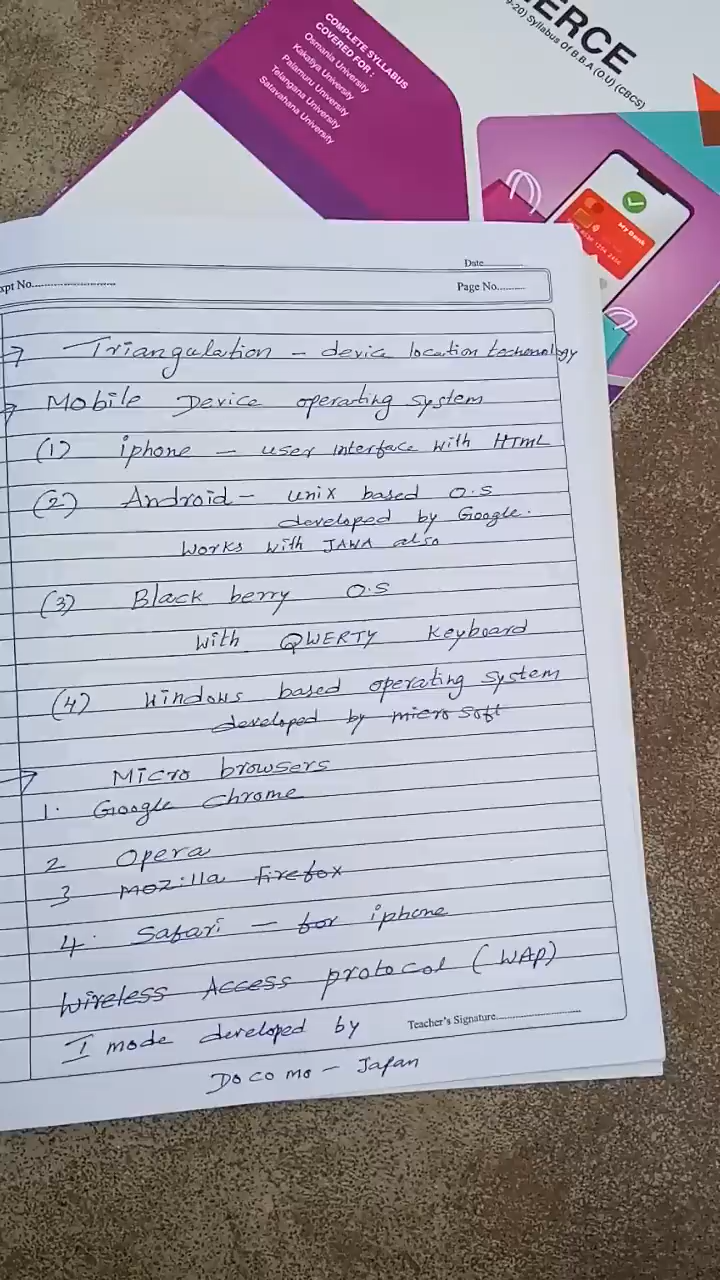 COMPLETE SYLLABUS
COVERED FOR :
Osmania University
Kakatiya University
Palamuru University
Telangana University
Satavahana University
ERCE
Syllabus of B.B.A (O.U) (CBCS)
My Bank
Date
xpt No.
Page No.
→ Triangulation - device location techenology
→ Mobile Device operating system
(1) iphone - user interface with HTML
(2) Android - unix based O.S
developed by Google.
Works with JAWA also
(3) Black berry O.S
With QWERTY Keyboard
(4) Windows based operating system
developed by micro soft
→ Micro browsers
1. Google Chrome
2 Opera
3 Mozilla Firefox
4. Safari - for iphone
Wireless Access protocol (WAP)
I mode developed by
Teacher's Signature
Do co mo - Japan